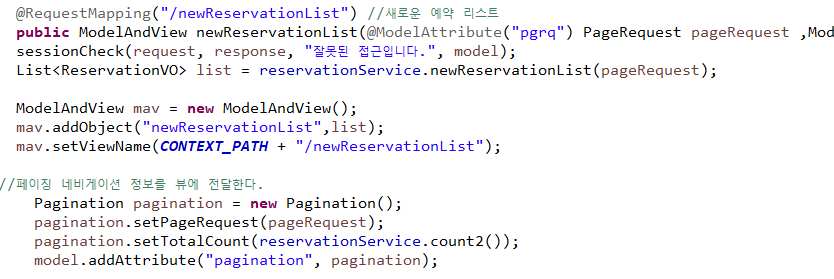 @RequestMapping("/newReservationList") //새로운 예약 리스트
public ModelAndView newReservationList(@ModelAttribute("pgrq") PageRequest pageRequest ,Mod
sessionCheck(request, response, "잘못된 접근입니다.", model);
List<ReservationVO> list = reservationService.newReservationList(pageRequest);
ModelAndView mav = new ModelAndView();
mav.addObject("newReservationList",list);
mav.setViewName(CONTEXT_PATH + "/newReservationList");
//페이징 네비게이션 정보를 뷰에 전달한다.
Pagination pagination = new Pagination();
pagination.setPageRequest(pageRequest);
pagination.setTotalCount(reservationService.count2());
model.addAttribute("pagination", pagination);